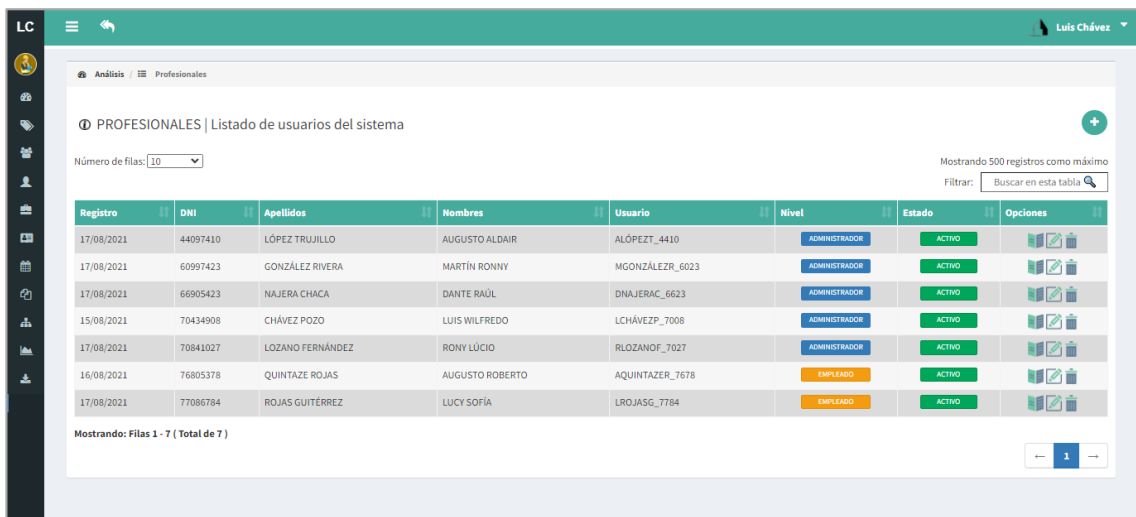 LC
Luis Chávez
Análisis / Profesionales
PROFESIONALES | Listado de usuarios del sistema
Número de filas: 10
Mostrando 500 registros como máximo
Filtrar: Buscar en esta tabla
Registro DNI Apellidos Nombres Usuario Nivel Estado Opciones
17/08/2021 44097410 LÓPEZ TRUJILLO AUGUSTO ALDAIR ALÓPEZT_4410 ADMINISTRADOR ACTIVO
17/08/2021 60997423 GONZÁLEZ RIVERA MARTÍN RONNY MGONZÁLEZR_6023 ADMINISTRADOR ACTIVO
17/08/2021 66905423 NAJERA CHACA DANTE RAÚL DNAJERAC_6623 ADMINISTRADOR ACTIVO
15/08/2021 70434908 CHÁVEZ POZO LUIS WILFREDO LCHÁVEZP_7008 ADMINISTRADOR ACTIVO
17/08/2021 70841027 LOZANO FERNÁNDEZ RONY LÚCIO RLOZANOF_7027 ADMINISTRADOR ACTIVO
16/08/2021 76805378 QUINTAZE ROJAS AUGUSTO ROBERTO AQUINTAZER_7678 EMPLEADO ACTIVO
17/08/2021 77086784 ROJAS GUITÉRREZ LUCY SOFÍA LROJASG_7784 EMPLEADO ACTIVO
Mostrando: Filas 1 - 7 ( Total de 7 )
← 1 →